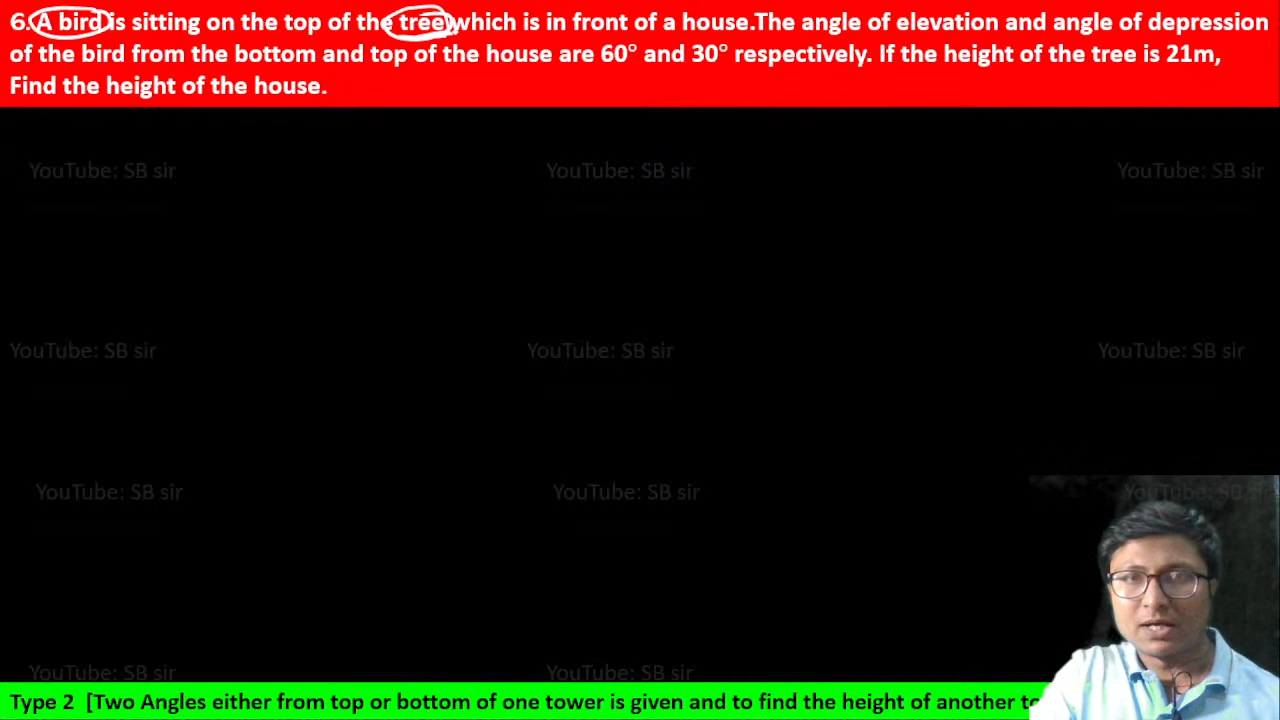 6. A bird is sitting on the top of the tree which is in front of a house.The angle of elevation and angle of depression
of the bird from the bottom and top of the house are 60° and 30° respectively. If the height of the tree is 21m,
Find the height of the house.
YouTube: SB sir YouTube: SB sir YouTube: SB sir
YouTube: SB sir YouTube: SB sir YouTube: SB sir
YouTube: SB sir YouTube: SB sir YouTube: SB sir
YouTube: SB sir YouTube: SB sir
Type 2 [Two Angles either from top or bottom of one tower is given and to find the height of another